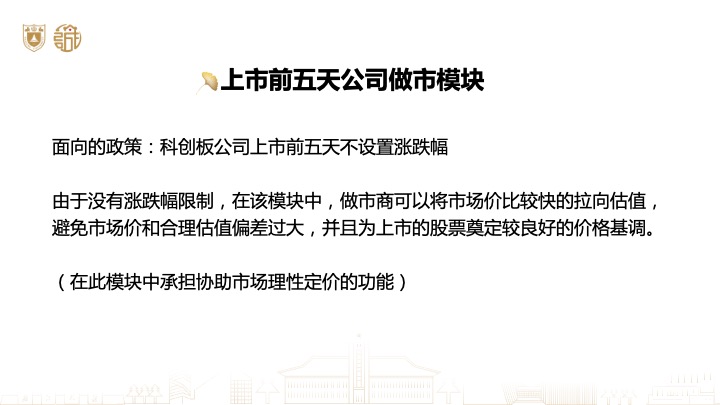 上市前五天公司做市模块
面向的政策：科创板公司上市前五天不设置涨跌幅
由于没有涨跌幅限制，在该模块中，做市商可以将市场价比较快的拉向估值，
避免市场价和合理估值偏差过大，并且为上市的股票奠定较良好的价格基调。
（在此模块中承担协助市场理性定价的功能）